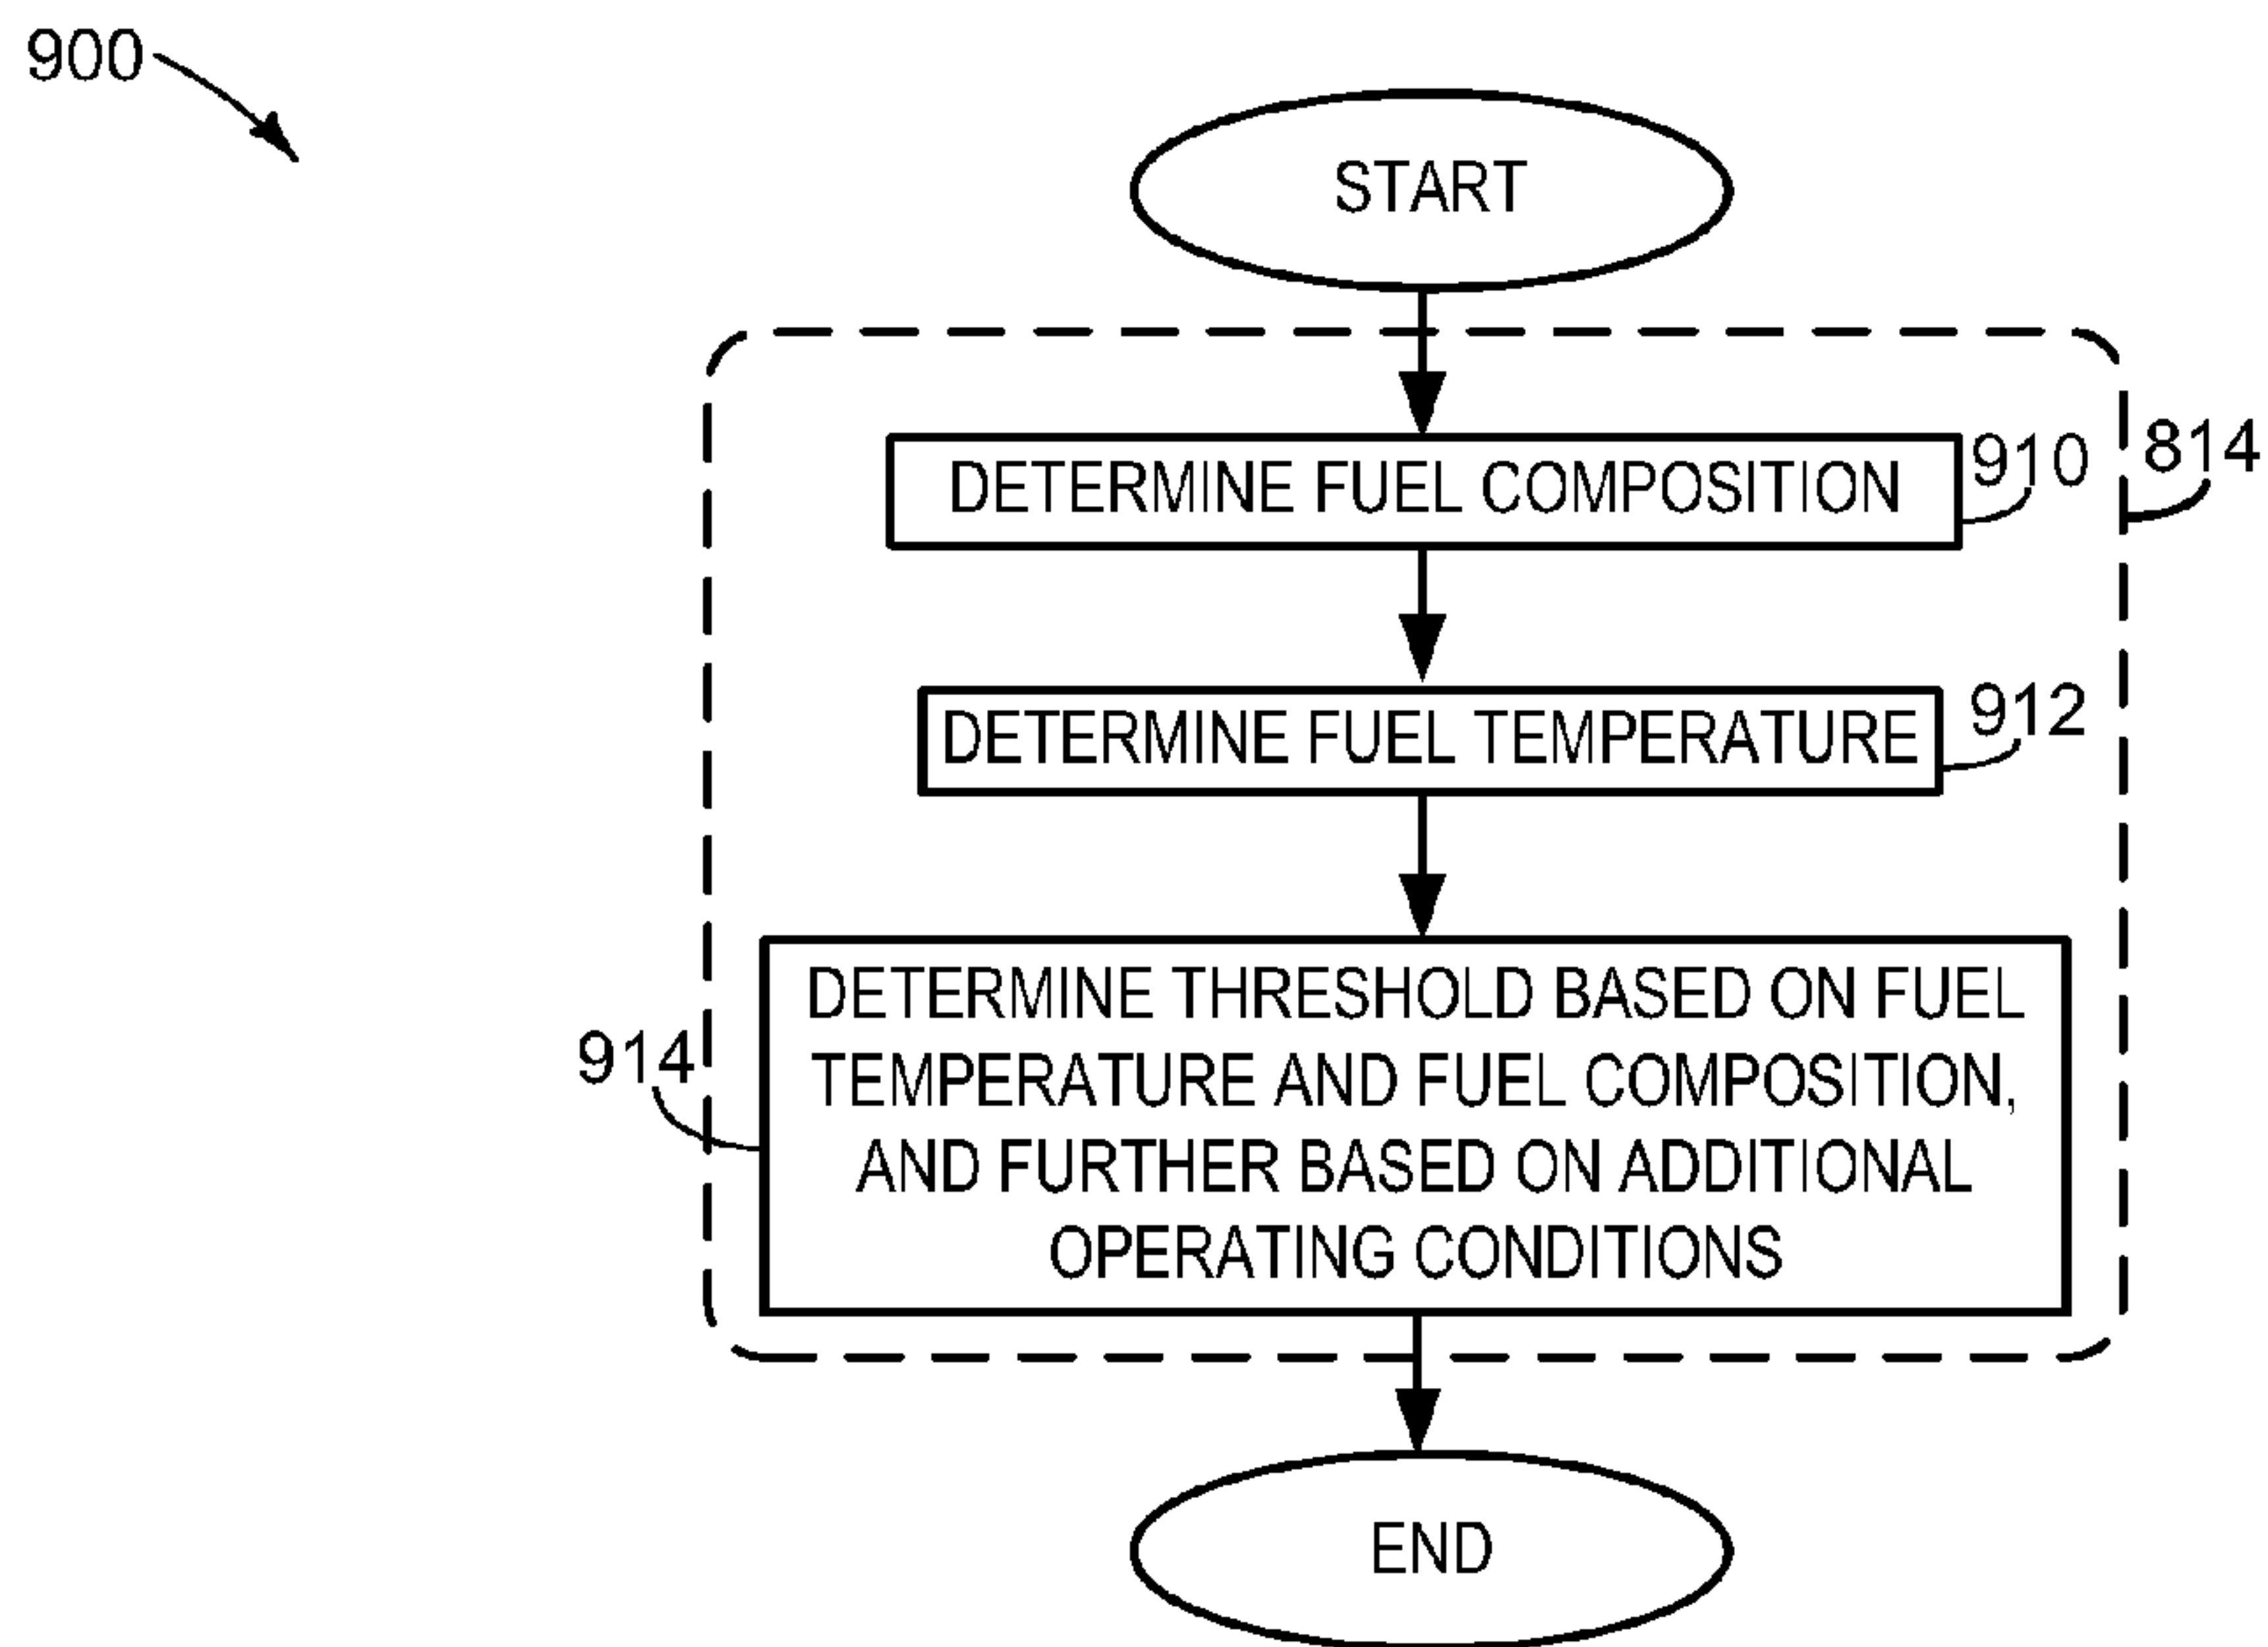 900
START
DETERMINE FUEL COMPOSITION
910
814
DETERMINE FUEL TEMPERATURE
912
DETERMINE THRESHOLD BASED ON FUEL
TEMPERATURE AND FUEL COMPOSITION,
AND FURTHER BASED ON ADDITIONAL
OPERATING CONDITIONS
914
END